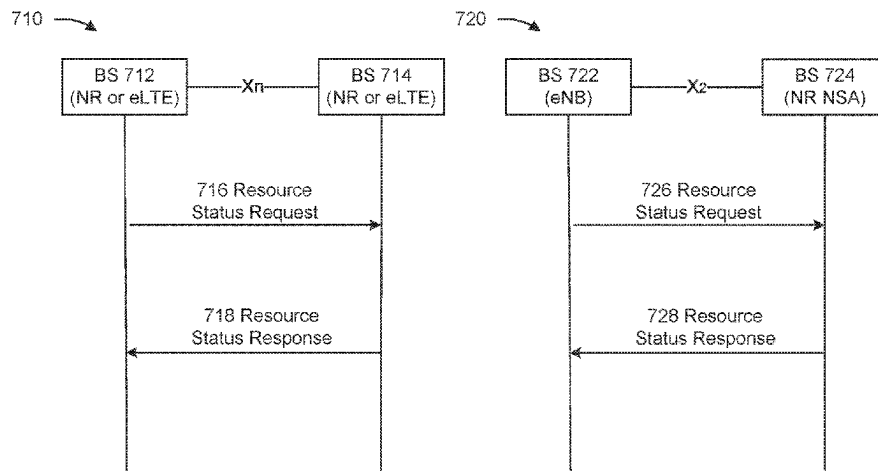 710
BS 712
(NR or eLTE)
Xn
BS 714
(NR or eLTE)
716 Resource
Status Request
718 Resource
Status Response
720
BS 722
(eNB)
X2
BS 724
(NR NSA)
726 Resource
Status Request
728 Resource
Status Response